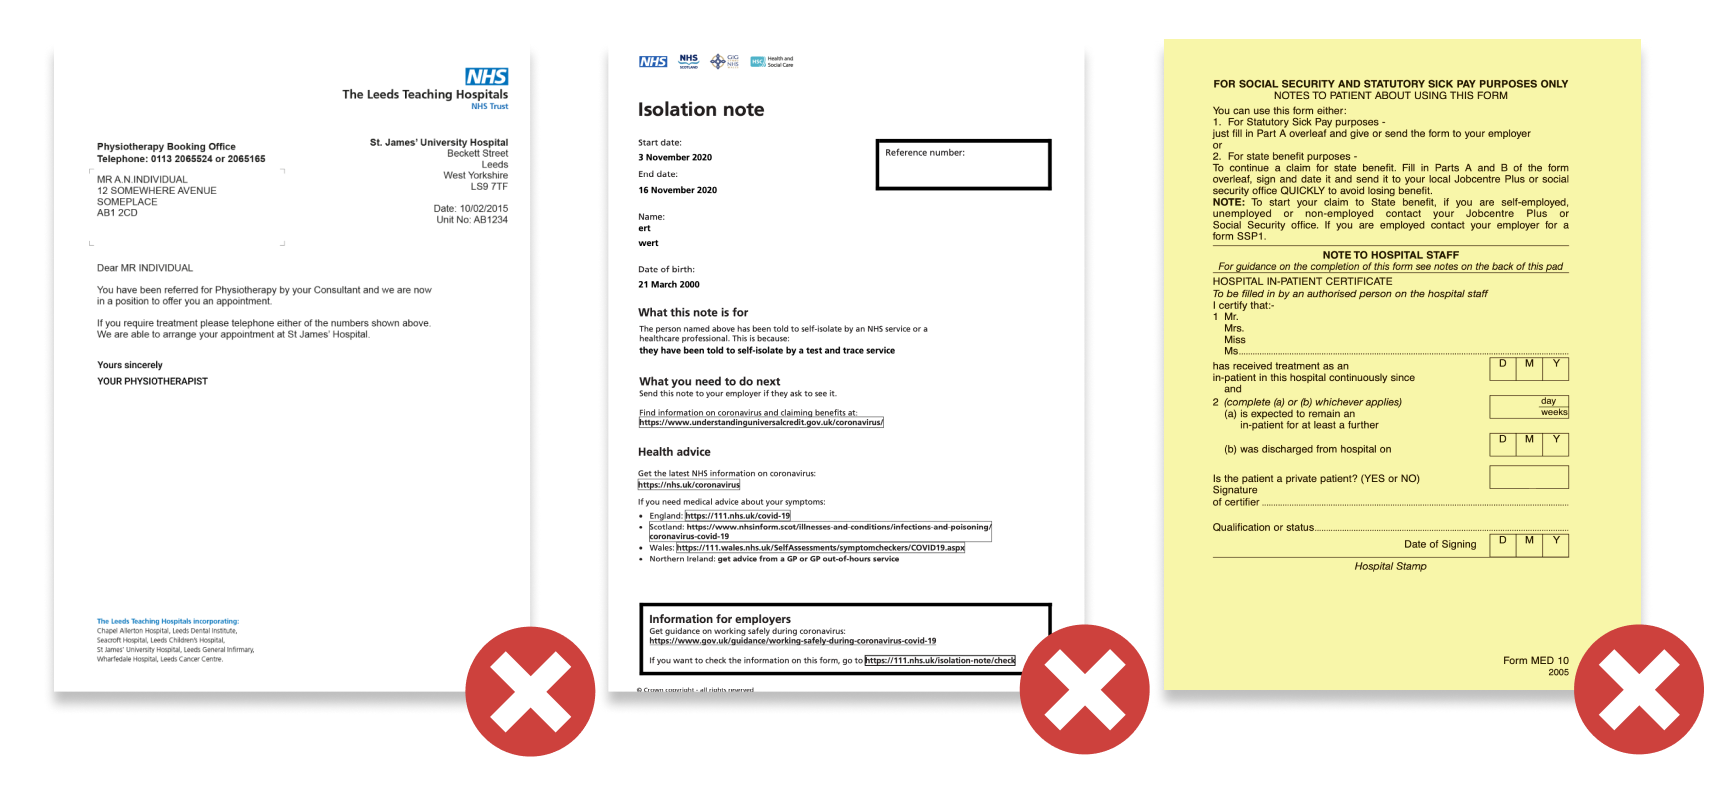 NHS
The Leeds Teaching Hospitals
NHS Trust
Physiotherapy Booking Office
Telephone: 0113 2065524 or 2065165
MR A.N.INDIVIDUAL
12 SOMEWHERE AVENUE
SOMEPLACE
AB1 2CD
St. James' University Hospital
Beckett Street
Leeds
West Yorkshire
LS9 7TF
Date: 10/02/2015
Unit No: AB1234
Dear MR INDIVIDUAL
You have been referred for Physiotherapy by your Consultant and we are now
in a position to offer you an appointment.
If you require treatment please telephone either of the numbers shown above.
We are able to arrange your appointment at St James' Hospital.
Yours sincerely
YOUR PHYSIOTHERAPIST
The Leeds Teaching Hospitals incorporating:
Chapel Allerton Hospital, Leeds Dental Institute,
Seacroft Hospital, Leeds Children's Hospital,
St James' University Hospital, Leeds General Infirmary,
Wharfedale Hospital, Leeds Cancer Centre.
NHS
NHS
SCOTLAND
GIG
NHS
HSC
Health and
Social Care
Isolation note
Start date:
3 November 2020
End date:
16 November 2020
Reference number:
Name:
ert
wert
Date of birth:
21 March 2000
What this note is for
The person named above has been told to self-isolate by an NHS service or a
healthcare professional. This is because:
they have been told to self-isolate by a test and trace service
What you need to do next
Send this note to your employer if they ask to see it.
Find information on coronavirus and claiming benefits at:
https://www.understandinguniversalcredit.gov.uk/coronavirus/
Health advice
Get the latest NHS information on coronavirus:
https://nhs.uk/coronavirus
If you need medical advice about your symptoms:
• England: https://111.nhs.uk/covid-19
• Scotland: https://www.nhsinform.scot/illnesses-and-conditions/infections-and-poisoning/
coronavirus-covid-19
• Wales: https://111.wales.nhs.uk/SelfAssessments/symptomcheckers/COVID19.aspx
• Northern Ireland: get advice from a GP or GP out-of-hours service
Information for employers
Get guidance on working safely during coronavirus:
https://www.gov.uk/guidance/working-safely-during-coronavirus-covid-19
If you want to check the information on this form, go to https://111.nhs.uk/isolation-note/check
© Crown copyright - all rights reserved
FOR SOCIAL SECURITY AND STATUTORY SICK PAY PURPOSES ONLY
NOTES TO PATIENT ABOUT USING THIS FORM
You can use this form either:
1. For Statutory Sick Pay purposes -
just fill in Part A overleaf and give or send the form to your employer
or
2. For state benefit purposes -
To continue a claim for state benefit. Fill in Parts A and B of the form
overleaf, sign and date it and send it to your local Jobcentre Plus or social
security office QUICKLY to avoid losing benefit.
NOTE: To start your claim to State benefit, if you are self-employed,
unemployed or non-employed contact your Jobcentre Plus or
Social Security office. If you are employed contact your employer for a
form SSP1.
NOTE TO HOSPITAL STAFF
For guidance on the completion of this form see notes on the back of this pad
HOSPITAL IN-PATIENT CERTIFICATE
To be filled in by an authorised person on the hospital staff
I certify that:-
1 Mr.
Mrs.
Miss
Ms
has received treatment as an
in-patient in this hospital continuously since
D M Y
and
2 (complete (a) or (b) whichever applies)
(a) is expected to remain an
in-patient for at least a further
day
weeks
(b) was discharged from hospital on
D M Y
Is the patient a private patient? (YES or NO)
Signature
of certifier
Qualification or status
Date of Signing
D M Y
Hospital Stamp
Form MED 10
2005